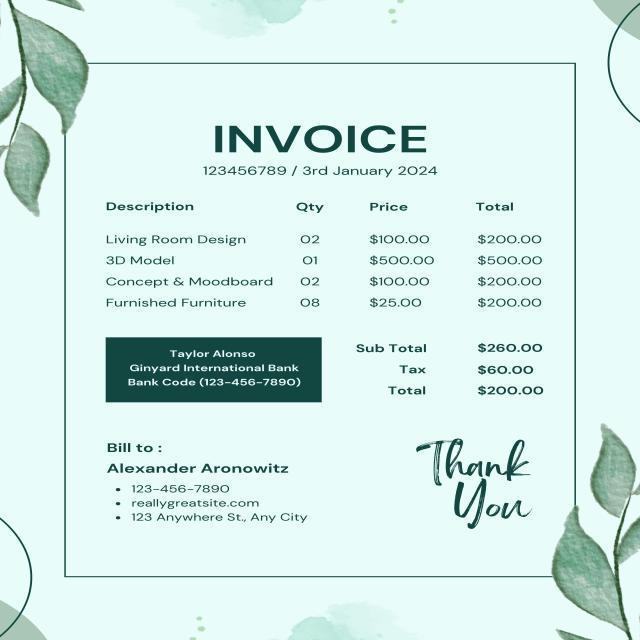 INVOICE
123456789 / 3rd January 2024
Description Qty Price Total
Living Room Design 02 $100.00 $200.00
3D Model 01 $500.00 $500.00
Concept & Moodboard 02 $100.00 $200.00
Furnished Furniture 08 $25.00 $200.00
Taylor Alonso
Ginyard International Bank
Bank Code (123-456-7890)
Sub Total $260.00
Tax $60.00
Total $200.00
Bill to :
Alexander Aronowitz
• 123-456-7890
• reallygreatsite.com
• 123 Anywhere St., Any City
Thank
You